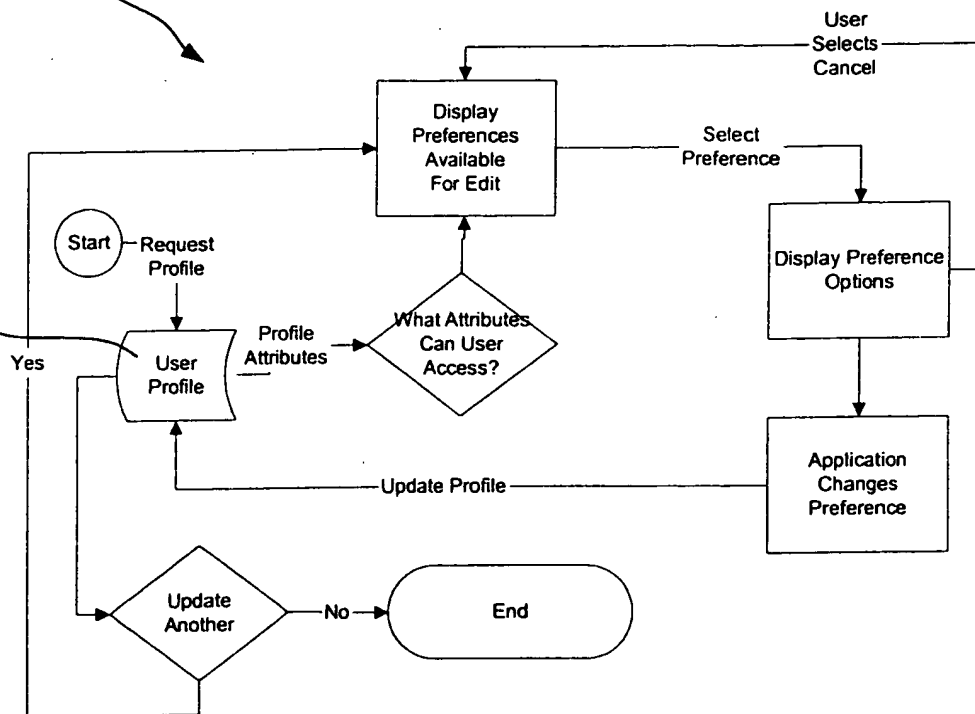 User
Selects
Cancel
Display
Preferences
Available
For Edit
Select
Preference
Start
Request
Profile
Display Preference
Options
What Attributes
Can User
Access?
Profile
Attributes
Yes
User
Profile
Application
Changes
Preference
Update Profile
Update
Another
No
End